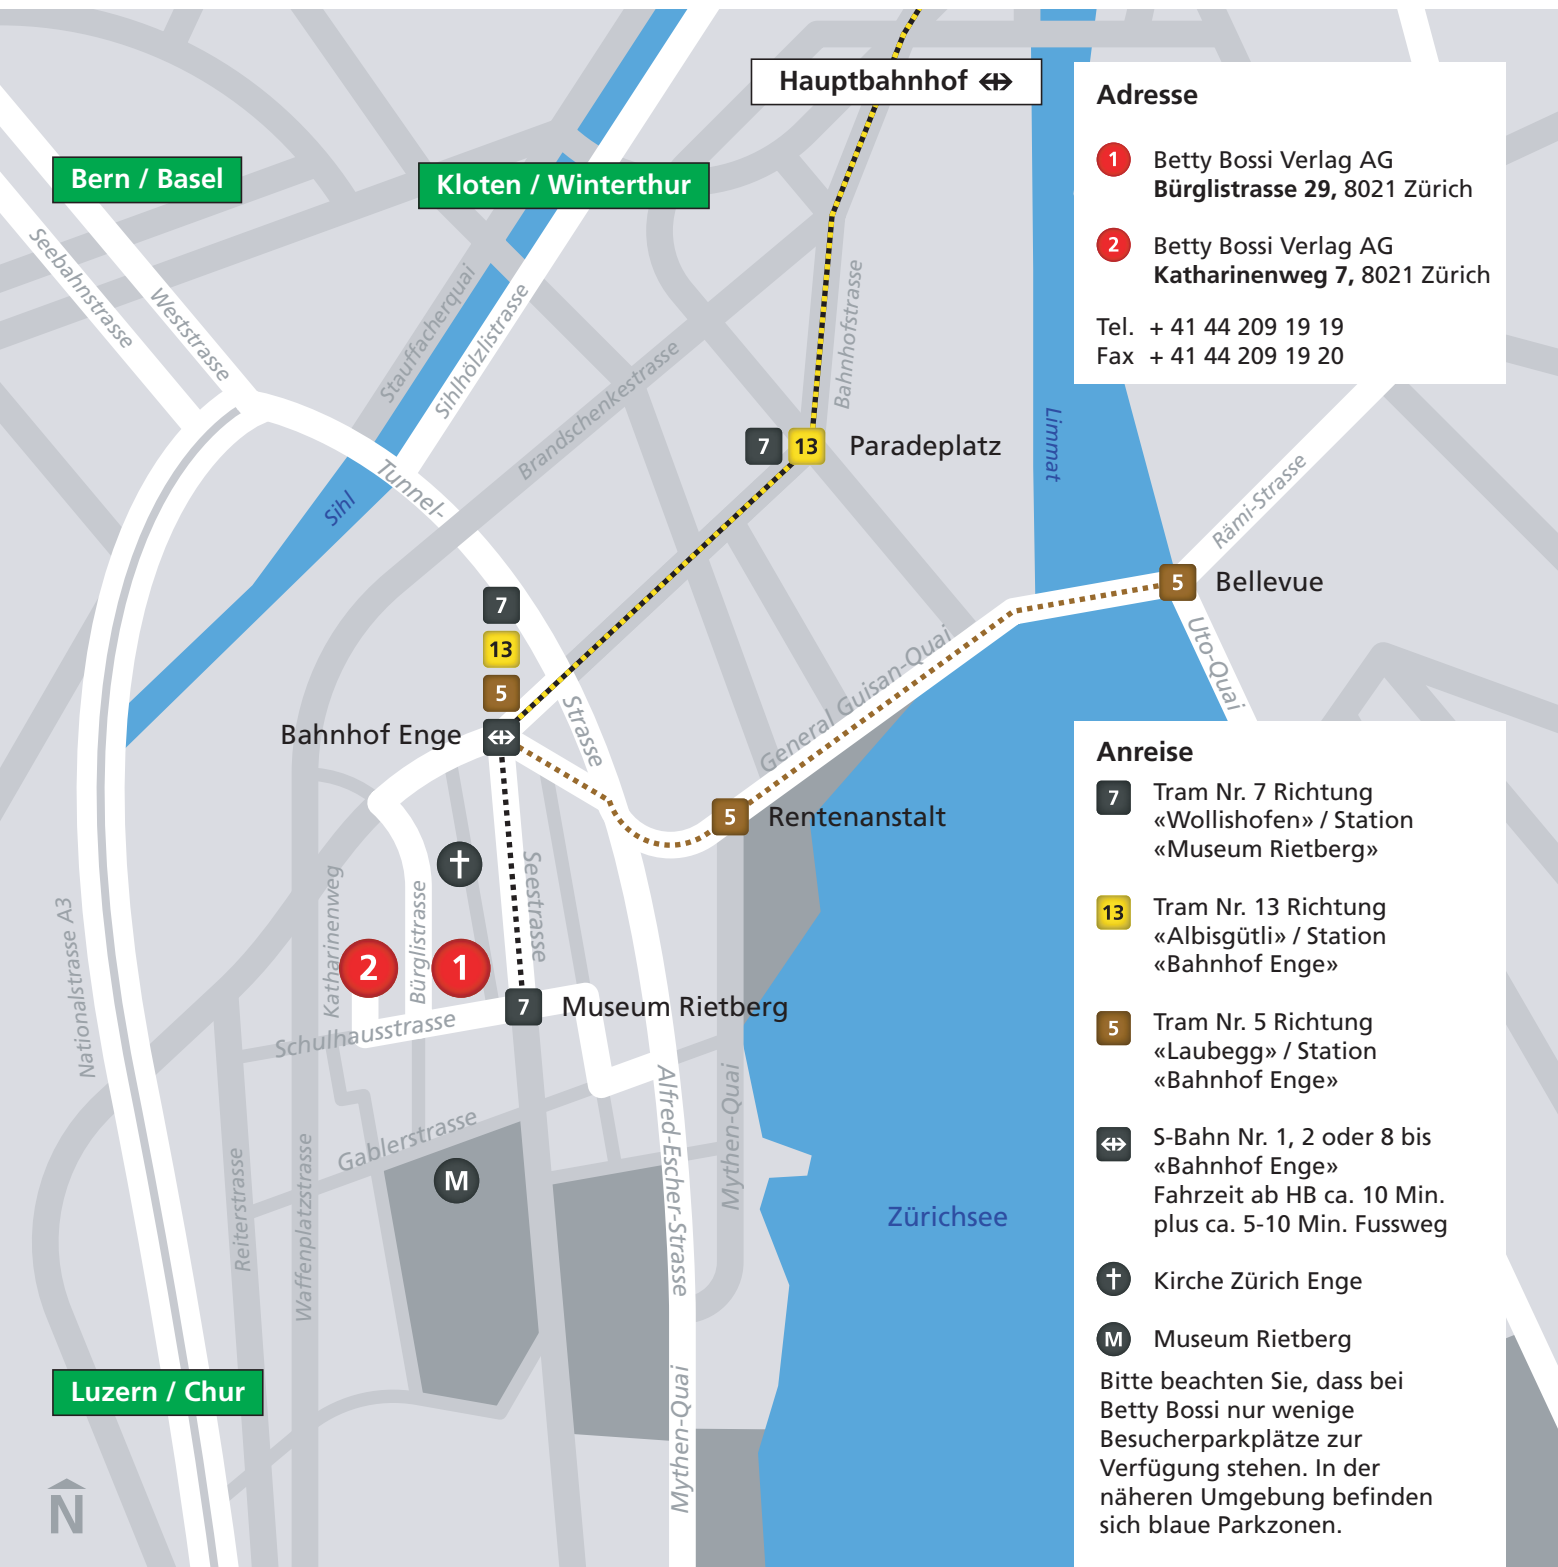 Hauptbahnhof
Bern / Basel
Kloten / Winterthur
Seebahnstrasse
Weststrasse
Stauffacherquai
Sihlhölzlistrasse
Brandschenkestrasse
Bahnhofstrasse
Limmat
Sihl
Tunnel-
Strasse
7
13
Paradeplatz
Rämi-Strasse
5
Bellevue
Uto-Quai
General Guisan-Quai
7
13
5
Bahnhof Enge
5
Rentenanstalt
Nationalstrasse A3
Katharinenweg
Bürglistrasse
Seestrasse
2
1
7
Museum Rietberg
Schulhausstrasse
Gablerstrasse
M
Reiterstrasse
Waffenplatzstrasse
Alfred-Escher-Strasse
Mythen-Quai
Mythen-Quai
Zürichsee
Luzern / Chur
N
Adresse
1 Betty Bossi Verlag AG
Bürglistrasse 29, 8021 Zürich
2 Betty Bossi Verlag AG
Katharinenweg 7, 8021 Zürich
Tel. + 41 44 209 19 19
Fax + 41 44 209 19 20
Anreise
7 Tram Nr. 7 Richtung
«Wollishofen» / Station
«Museum Rietberg»
13 Tram Nr. 13 Richtung
«Albisgütli» / Station
«Bahnhof Enge»
5 Tram Nr. 5 Richtung
«Laubegg» / Station
«Bahnhof Enge»
S-Bahn Nr. 1, 2 oder 8 bis
«Bahnhof Enge»
Fahrzeit ab HB ca. 10 Min.
plus ca. 5-10 Min. Fussweg
Kirche Zürich Enge
M Museum Rietberg
Bitte beachten Sie, dass bei
Betty Bossi nur wenige
Besucherparkplätze zur
Verfügung stehen. In der
näheren Umgebung befinden
sich blaue Parkzonen.